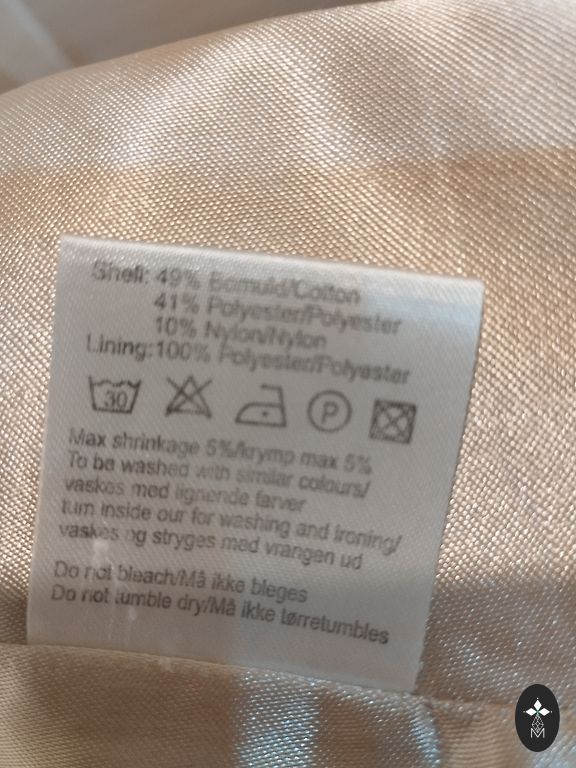 Shell: 49% Bomuld/Cotton
41% Polyester/Polyester
10% Nylon/Nylon
Lining:100% Polyester/Polyester
30 P
Max shrinkage 5%/krymp max 5%
To be washed with similar colours/
vaskes med lignende farver
turn inside our for washing and ironing/
vaskes og stryges med vrangen ud
Do not bleach/Må ikke bleges
Do not tumble dry/Må ikke tørretumbles
M